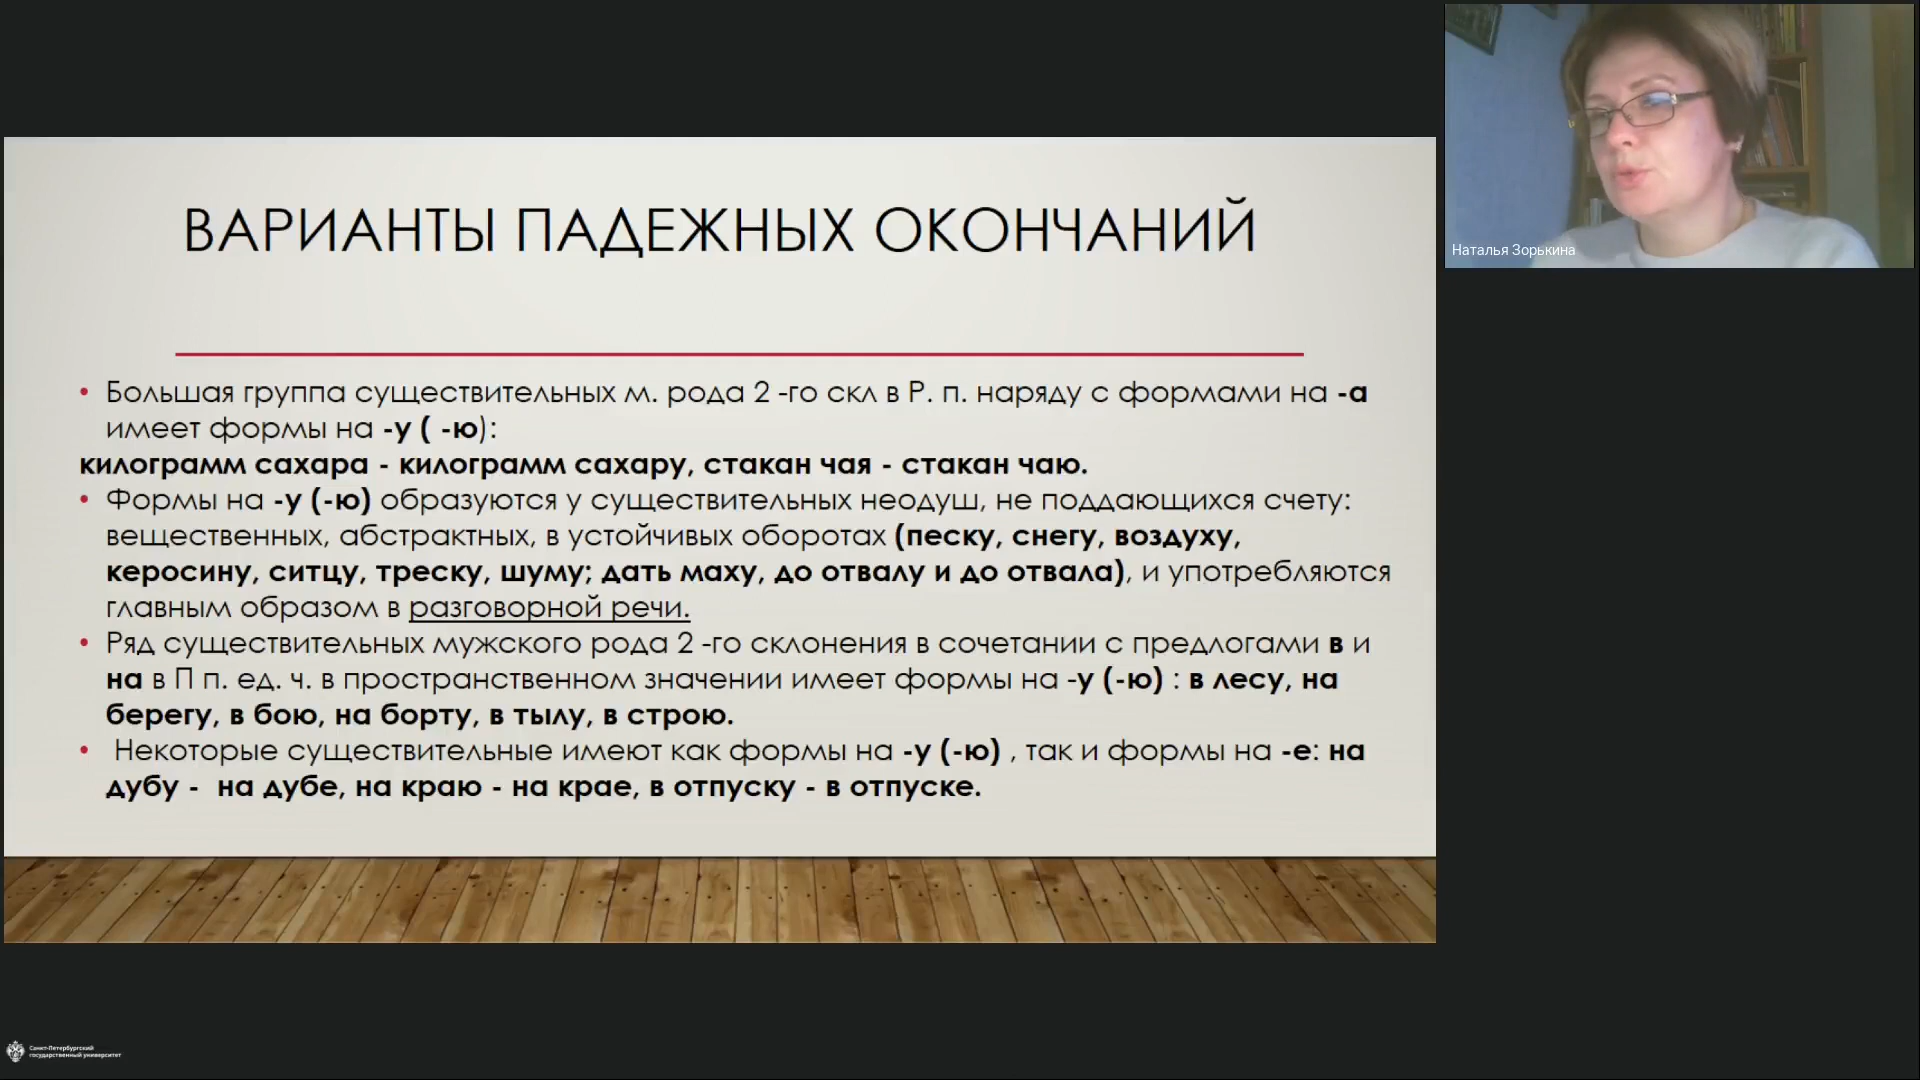 ВАРИАНТЫ ПАДЕЖНЫХ ОКОНЧАНИЙ
• Большая группа существительных м. рода 2 -го скл в Р. п. наряду с формами на -а
имеет формы на -у ( -ю):
килограмм сахара - килограмм сахару, стакан чая - стакан чаю.
• Формы на -у (-ю) образуются у существительных неодуш, не поддающихся счету:
вещественных, абстрактных, в устойчивых оборотах (песку, снегу, воздуху,
керосину, ситцу, треску, шуму; дать маху, до отвалу и до отвала), и употребляются
главным образом в разговорной речи.
• Ряд существительных мужского рода 2 -го склонения в сочетании с предлогами в и
на в П п. ед. ч. в пространственном значении имеет формы на -у (-ю) : в лесу, на
берегу, в бою, на борту, в тылу, в строю.
• Некоторые существительные имеют как формы на -у (-ю) , так и формы на -е: на
дубу - на дубе, на краю - на крае, в отпуску - в отпуске.
Наталья Зорькина
Санкт-Петербургский
государственный университет